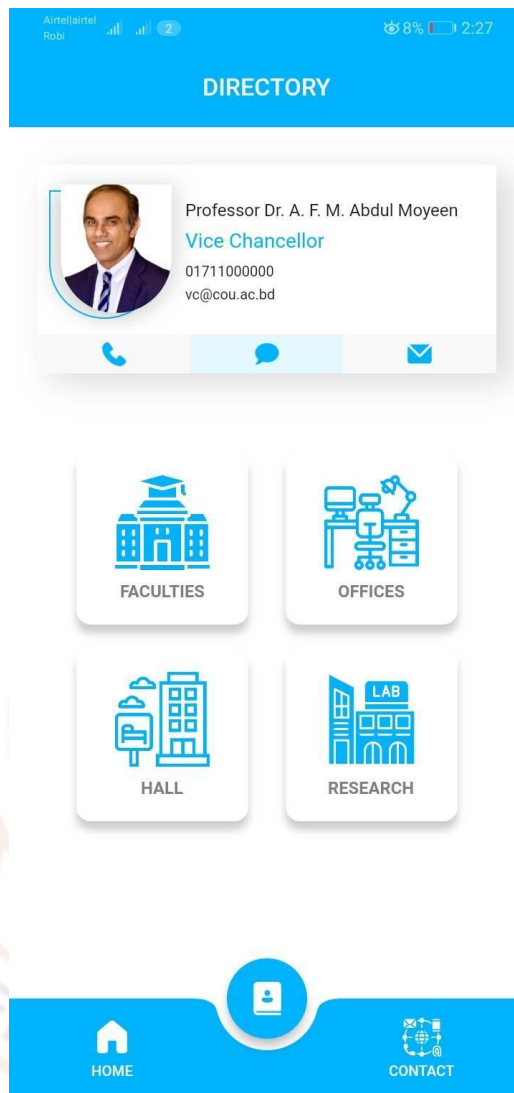 Airtel|airtel
Robi
2
8%
2:27
DIRECTORY
Professor Dr. A. F. M. Abdul Moyeen
Vice Chancellor
01711000000
vc@cou.ac.bd
FACULTIES
OFFICES
LAB
HALL
RESEARCH
HOME
CONTACT